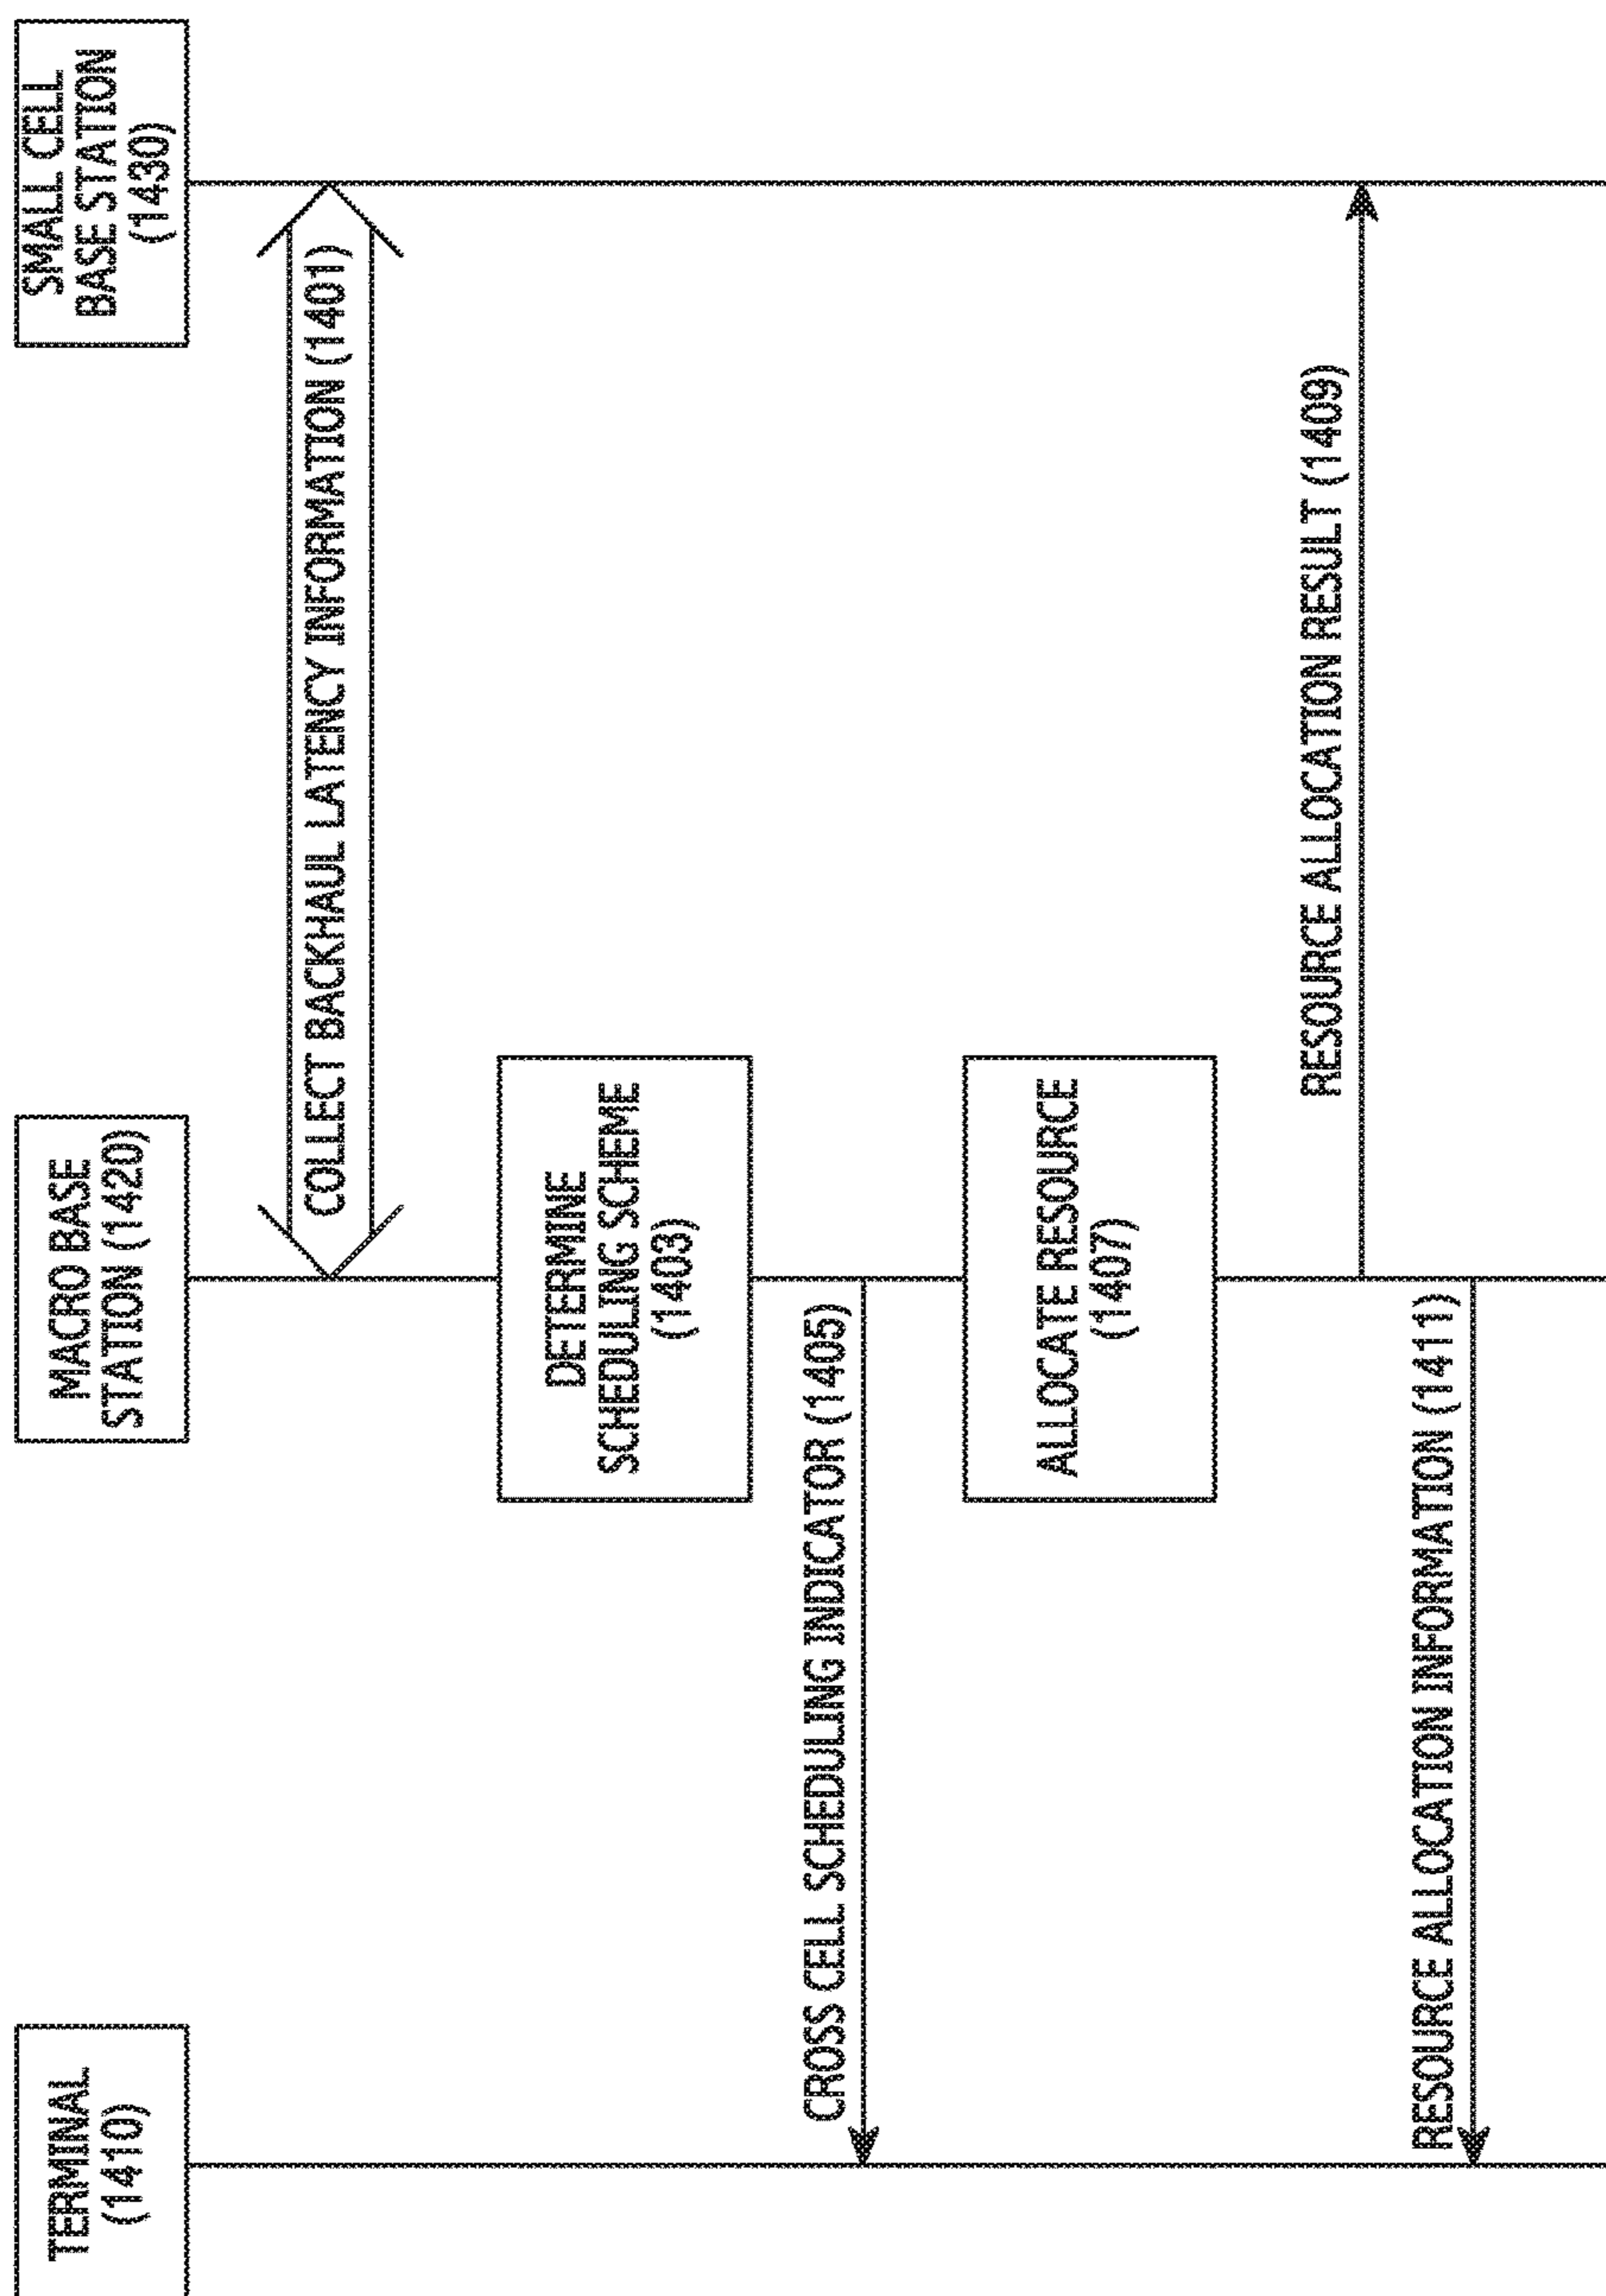 TERMINAL
(1410)
MACRO BASE
STATION (1420)
SMALL CELL
BASE STATION
(1430)
COLLECT BACKHAUL LATENCY INFORMATION (1401)
DETERMINE
SCHEDULING SCHEME
(1403)
CROSS CELL SCHEDULING INDICATOR (1405)
ALLOCATE RESOURCE
(1407)
RESOURCE ALLOCATION RESULT (1409)
RESOURCE ALLOCATION INFORMATION (1411)